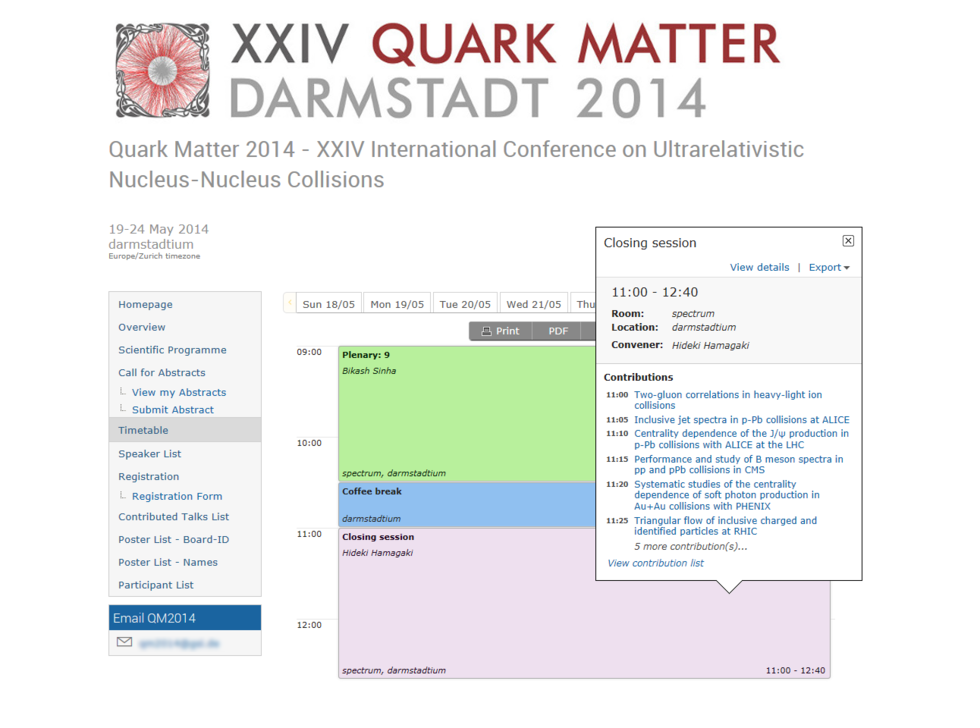 XXIV QUARK MATTER
DARMSTADT 2014
Quark Matter 2014 - XXIV International Conference on Ultrarelativistic
Nucleus-Nucleus Collisions
19-24 May 2014
darmstadtium
Europe/Zurich timezone
Homepage
Overview
Scientific Programme
Call for Abstracts
View my Abstracts
Submit Abstract
Timetable
Speaker List
Registration
Registration Form
Contributed Talks List
Poster List - Board-ID
Poster List - Names
Participant List
Email QM2014
Sun 18/05
Mon 19/05
Tue 20/05
Wed 21/05
Thu
Print
PDF
09:00
Plenary: 9
Bikash Sinha
10:00
spectrum, darmstadtium
Coffee break
darmstadtium
11:00
Closing session
Hideki Hamagaki
12:00
spectrum, darmstadtium
11:00 - 12:40
Closing session
View details | Export
11:00 - 12:40
Room: spectrum
Location: darmstadtium
Convener: Hideki Hamagaki
Contributions
11:00 Two-gluon correlations in heavy-light ion
collisions
11:05 Inclusive jet spectra in p-Pb collisions at ALICE
11:10 Centrality dependence of the J/ψ production in
p-Pb collisions with ALICE at the LHC
11:15 Performance and study of B meson spectra in
pp and pPb collisions in CMS
11:20 Systematic studies of the centrality
dependence of soft photon production in
Au+Au collisions with PHENIX
11:25 Triangular flow of inclusive charged and
identified particles at RHIC
5 more contribution(s)...
View contribution list